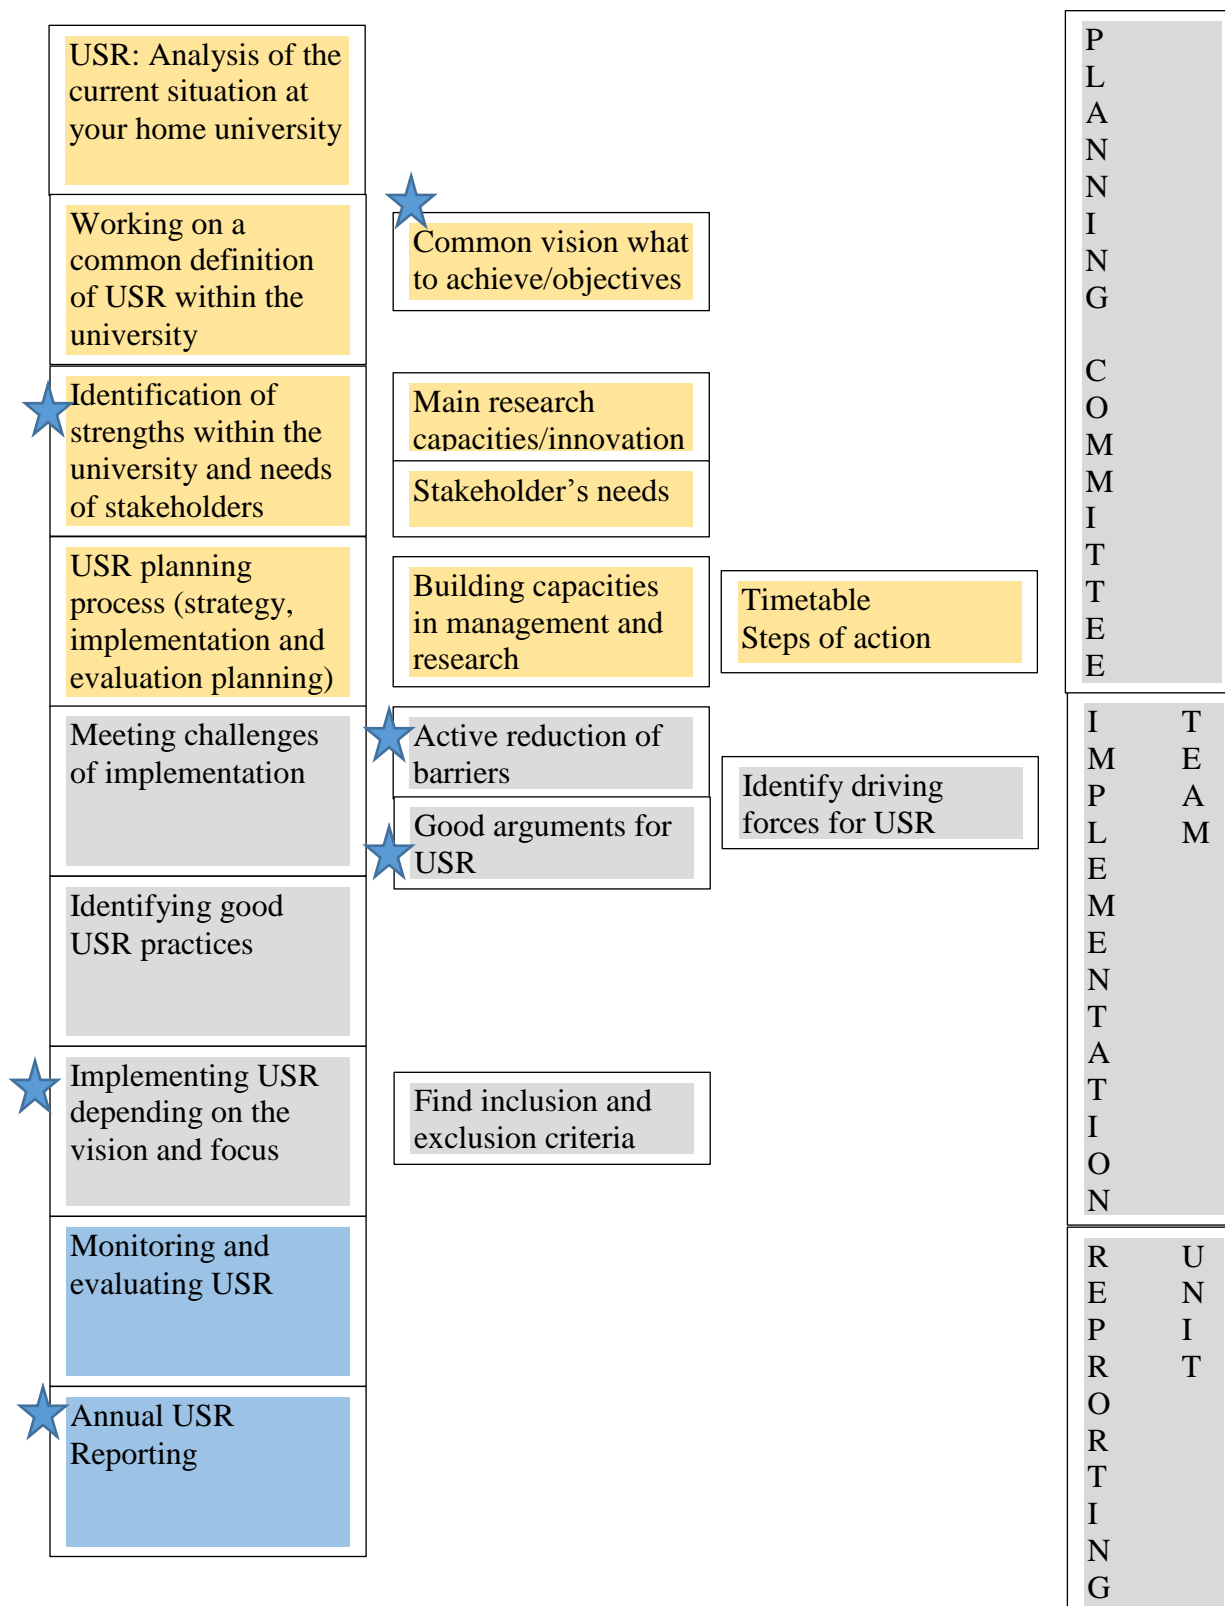 USR: Analysis of the
current situation at
your home university
Working on a
common definition
of USR within the
university
Common vision what
to achieve/objectives
Identification of
strengths within the
university and needs
of stakeholders
Main research
capacities/innovation
Stakeholder’s needs
USR planning
process (strategy,
implementation and
evaluation planning)
Building capacities
in management and
research
Timetable
Steps of action
Meeting challenges
of implementation
Active reduction of
barriers
Good arguments for
USR
Identify driving
forces for USR
Identifying good
USR practices
Implementing USR
depending on the
vision and focus
Find inclusion and
exclusion criteria
Monitoring and
evaluating USR
Annual USR
Reporting
PLANNING COMMITTEE
IMPLEMENTATION
TEAM
REPRORTING
UNIT